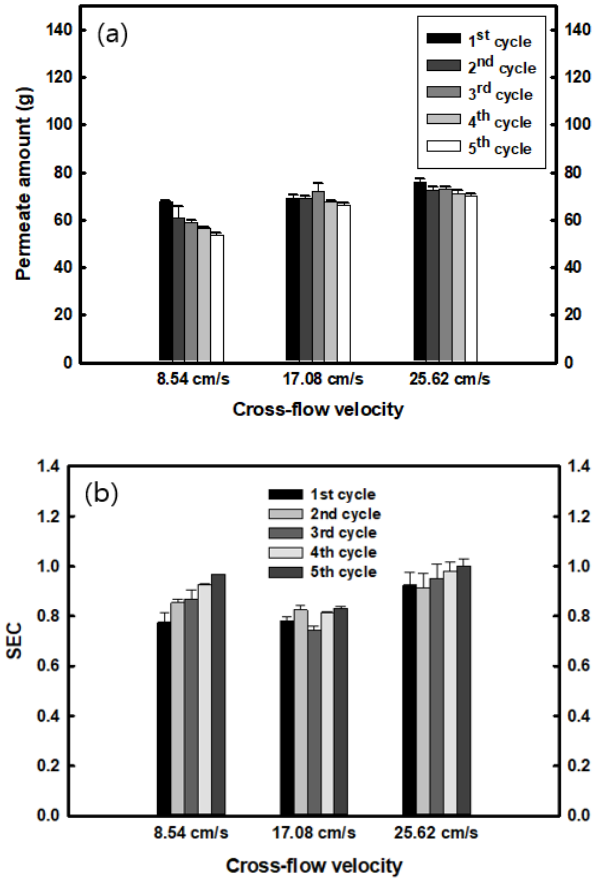 (a)
Permeate amount (g)
140
120
100
80
60
40
20
0
1st cycle
2nd cycle
3rd cycle
4th cycle
5th cycle
140
120
100
80
60
40
20
0
8.54 cm/s 17.08 cm/s 25.62 cm/s
Cross-flow velocity
(b)
SEC
1.4
1.2
1.0
0.8
0.6
0.4
0.2
0.0
1st cycle
2nd cycle
3rd cycle
4th cycle
5th cycle
1.4
1.2
1.0
0.8
0.6
0.4
0.2
0.0
8.54 cm/s 17.08 cm/s 25.62 cm/s
Cross-flow velocity